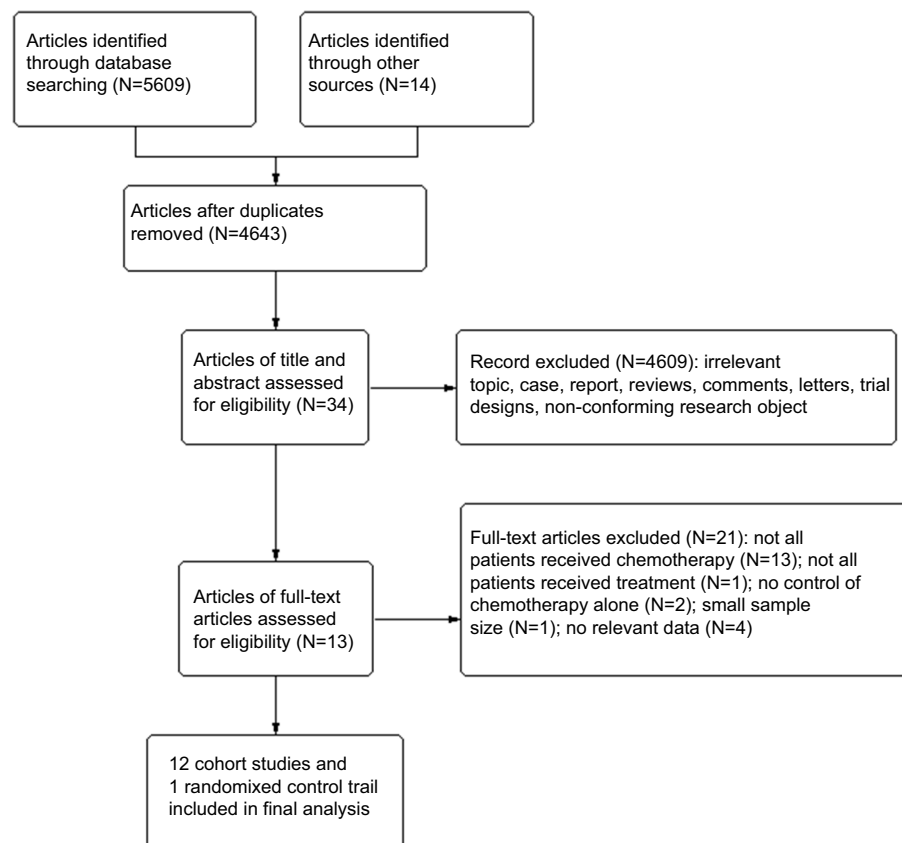 Articles identified
through database
searching (N=5609)
Articles identified
through other
sources (N=14)
Articles after duplicates
removed (N=4643)
Articles of title and
abstract assessed
for eligibility (N=34)
Record excluded (N=4609): irrelevant
topic, case, report, reviews, comments, letters, trial
designs, non-conforming research object
Full-text articles excluded (N=21): not all
patients received chemotherapy (N=13); not all
patients received treatment (N=1); no control of
chemotherapy alone (N=2); small sample
size (N=1); no relevant data (N=4)
Articles of full-text
articles assessed
for eligibility (N=13)
12 cohort studies and
1 randomixed control trail
included in final analysis